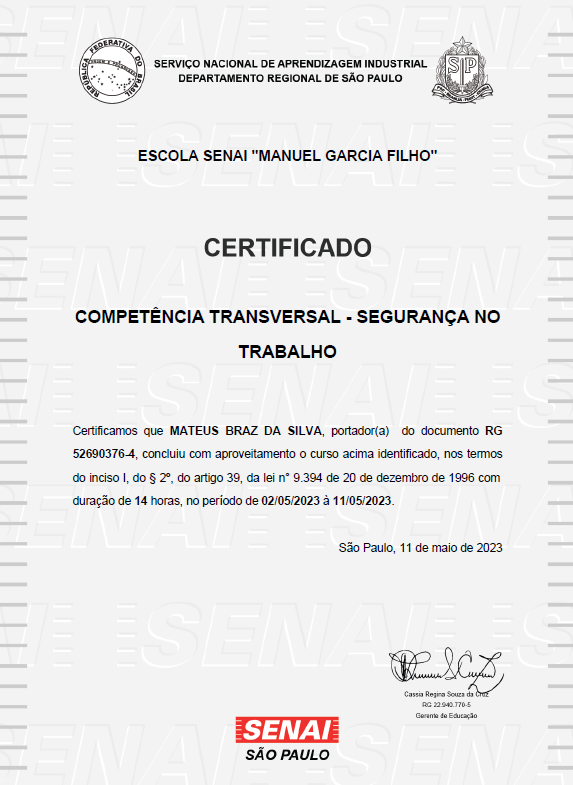 REPÚBLICA FEDERATIVA DO BRASIL
SERVIÇO NACIONAL DE APRENDIZAGEM INDUSTRIAL
DEPARTAMENTO REGIONAL DE SÃO PAULO
SP
ESCOLA SENAI "MANUEL GARCIA FILHO"
CERTIFICADO
COMPETÊNCIA TRANSVERSAL - SEGURANÇA NO
TRABALHO
Certificamos que MATEUS BRAZ DA SILVA, portador(a) do documento RG
52690376-4, concluiu com aproveitamento o curso acima identificado, nos termos
do inciso I, do § 2º, do artigo 39, da lei n° 9.394 de 20 de dezembro de 1996 com
duração de 14 horas, no período de 02/05/2023 à 11/05/2023.
São Paulo, 11 de maio de 2023
Cassia Regina Souza da Cruz
RG 22.940.770-5
Gerente de Educação
SENAI
SÃO PAULO